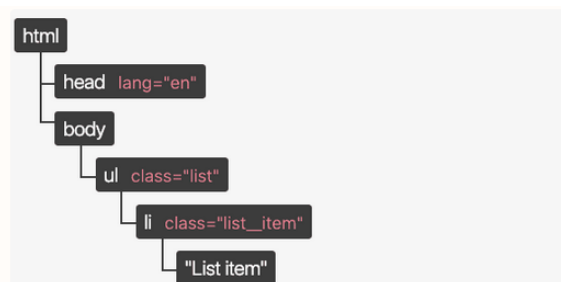 html
head lang="en"
body
ul class="list"
li class="list__item"
"List item"